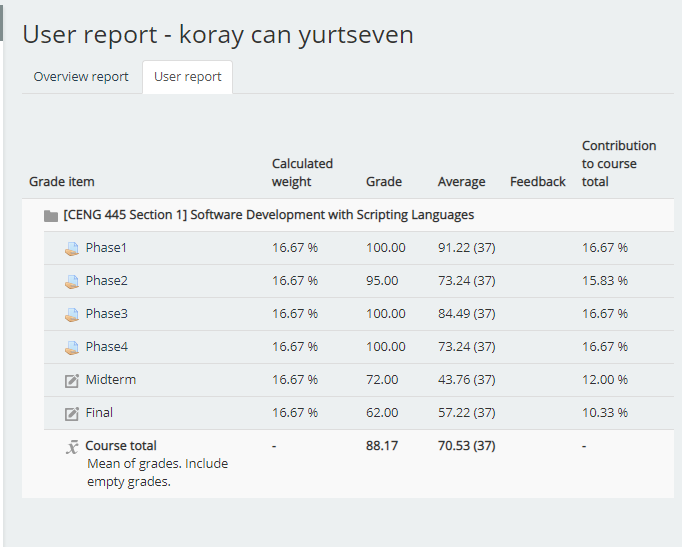 User report - koray can yurtseven
Overview report User report
Contribution
Calculated to course
Grade item weight Grade Average Feedback total
[CENG 445 Section 1] Software Development with Scripting Languages
Phase1 16.67 % 100.00 91.22 (37) 16.67 %
Phase2 16.67 % 95.00 73.24 (37) 15.83 %
Phase3 16.67 % 100.00 84.49 (37) 16.67 %
Phase4 16.67 % 100.00 73.24 (37) 16.67 %
Midterm 16.67 % 72.00 43.76 (37) 12.00 %
Final 16.67 % 62.00 57.22 (37) 10.33 %
x̄ Course total - 88.17 70.53 (37) -
Mean of grades. Include
empty grades.